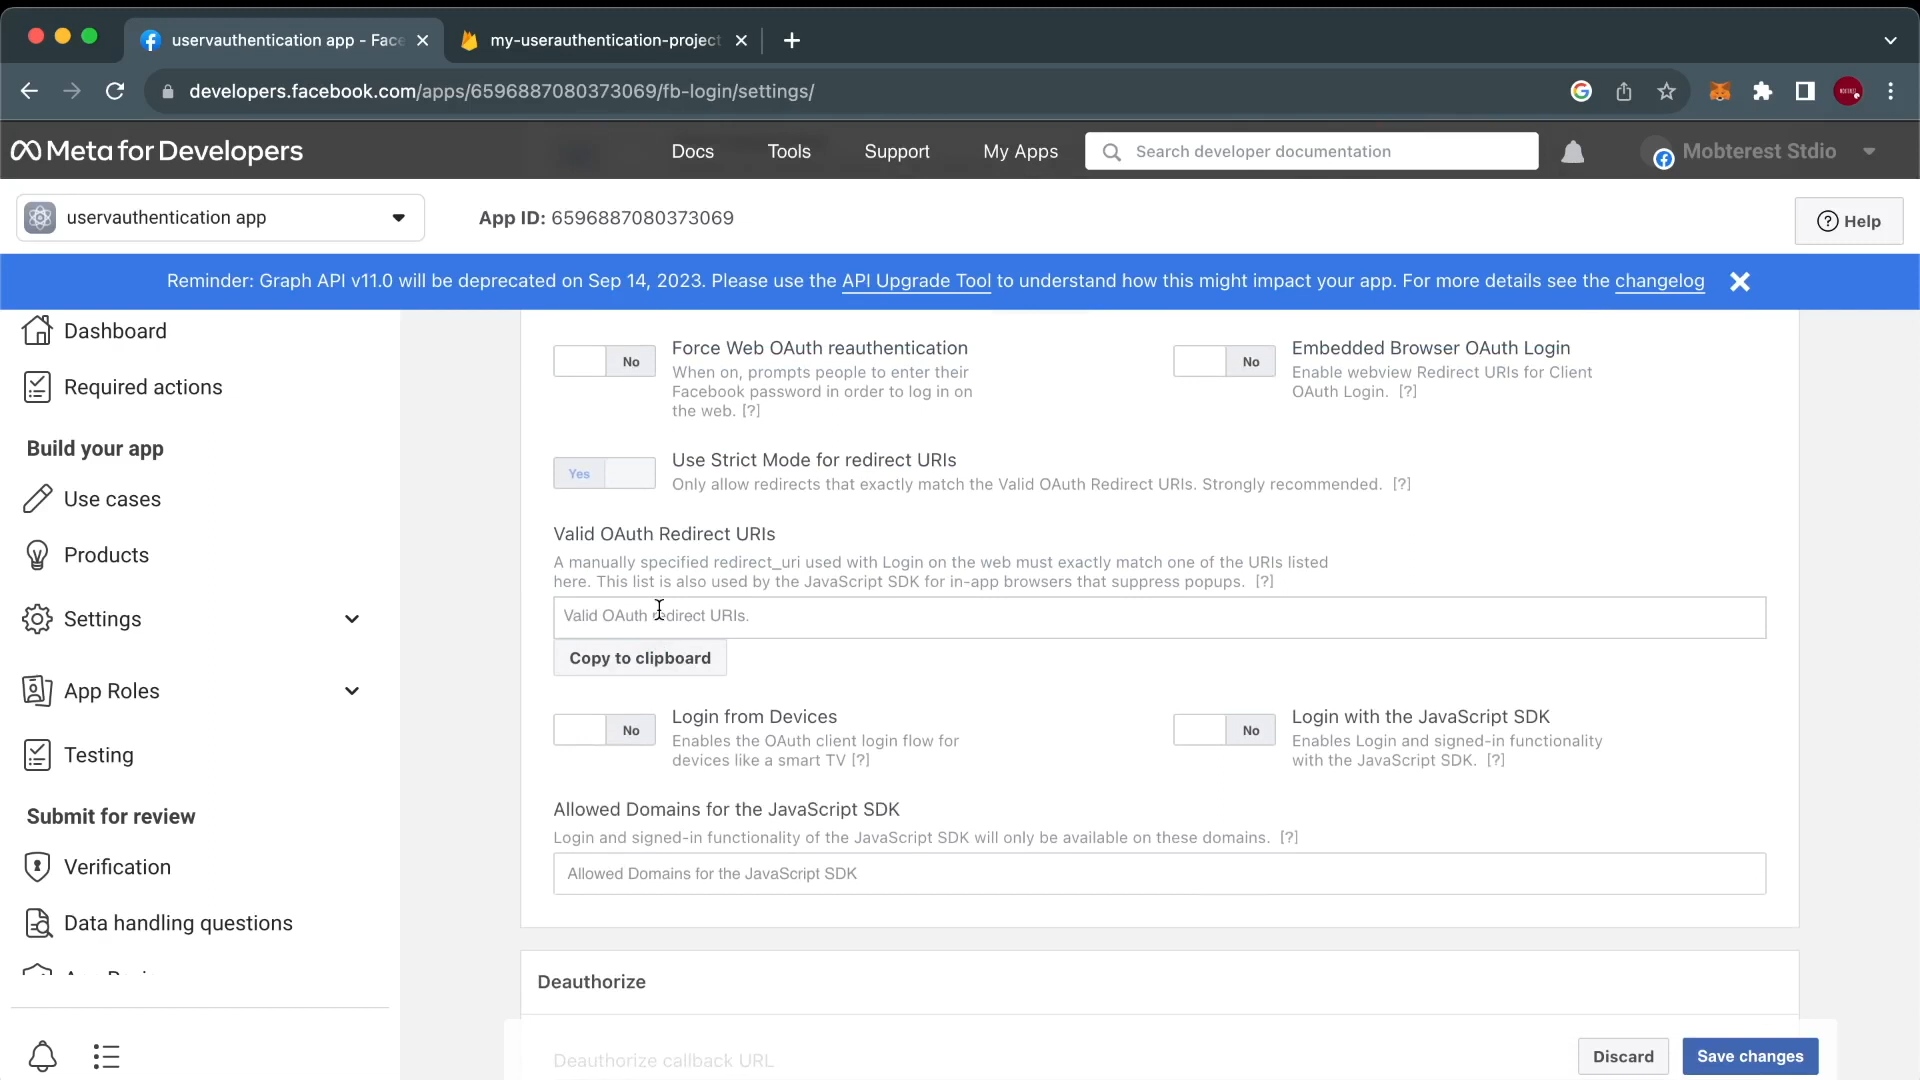 uservauthentication app - Face
my-userauthentication-project
developers.facebook.com/apps/6596887080373069/fb-login/settings/
Meta for Developers
Docs
Tools
Support
My Apps
Search developer documentation
Mobterest Stdio
uservauthentication app
App ID: 6596887080373069
Help
Reminder: Graph API v11.0 will be deprecated on Sep 14, 2023. Please use the API Upgrade Tool to understand how this might impact your app. For more details see the changelog
Dashboard
Required actions
Build your app
Use cases
Products
Settings
App Roles
Testing
Submit for review
Verification
Data handling questions
No
Force Web OAuth reauthentication
When on, prompts people to enter their
Facebook password in order to log in on
the web. [?]
No
Embedded Browser OAuth Login
Enable webview Redirect URIs for Client
OAuth Login. [?]
Yes
Use Strict Mode for redirect URIs
Only allow redirects that exactly match the Valid OAuth Redirect URIs. Strongly recommended. [?]
Valid OAuth Redirect URIs
A manually specified redirect_uri used with Login on the web must exactly match one of the URIs listed
here. This list is also used by the JavaScript SDK for in-app browsers that suppress popups. [?]
Valid OAuth redirect URIs.
Copy to clipboard
No
Login from Devices
Enables the OAuth client login flow for
devices like a smart TV [?]
No
Login with the JavaScript SDK
Enables Login and signed-in functionality
with the JavaScript SDK. [?]
Allowed Domains for the JavaScript SDK
Login and signed-in functionality of the JavaScript SDK will only be available on these domains. [?]
Allowed Domains for the JavaScript SDK
Deauthorize
Deauthorize callback URL
Discard
Save changes